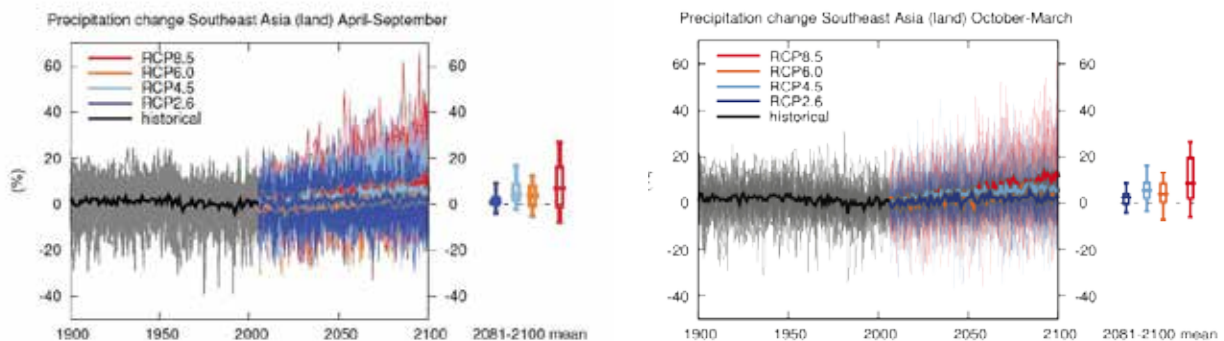 Precipitation change Southeast Asia (land) April-September
60
40
20
0
-20
-40
(%)
RCP8.5
RCP6.0
RCP4.5
RCP2.6
historical
60
40
20
0
-20
-40
1900
1950
2000
2050
2100
2081-2100 mean
Precipitation change Southeast Asia (land) October-March
60
40
20
0
-20
-40
RCP8.5
RCP6.0
RCP4.5
RCP2.6
historical
60
40
20
0
-20
-40
1900
1950
2000
2050
2100
2081-2100 mean